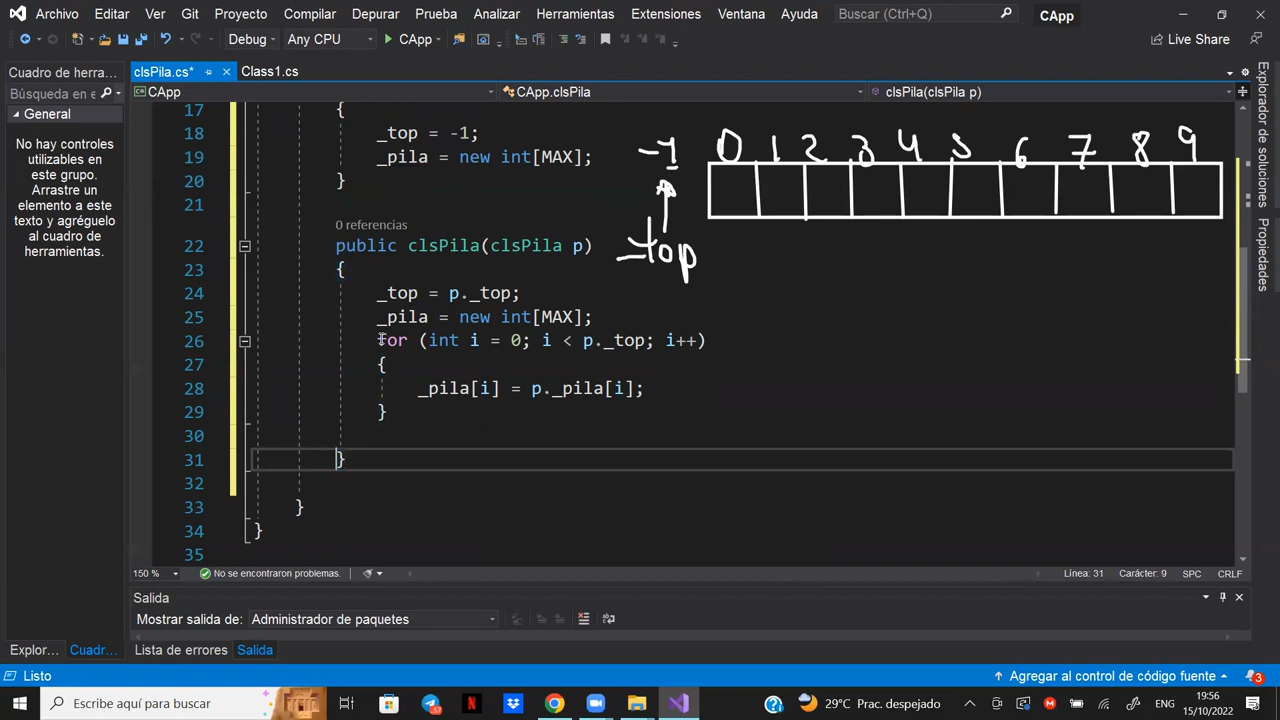 Archivo Editar Ver Git Proyecto Compilar Depurar Prueba Analizar Herramientas Extensiones Ventana Ayuda Buscar (Ctrl+Q) CApp
Debug Any CPU CApp Live Share
Cuadro de herra...
Búsqueda en e
General
No hay controles
utilizables en
este grupo.
Arrastre un
elemento a este
texto y agréguelo
al cuadro de
herramientas.
Explor... Cuadr...
clsPila.cs* Class1.cs
CApp CApp.clsPila clsPila(clsPila p)
17 {
18 _top = -1;
19 _pila = new int[MAX];
20 }
21
0 referencias
22 public clsPila(clsPila p)
23 {
24 _top = p._top;
25 _pila = new int[MAX];
26 for (int i = 0; i < p._top; i++)
27 {
28 _pila[i] = p._pila[i];
29 }
30
31 }
32
33 }
34 }
35
-1 0 1 2 3 4 5 6 7 8 9
_top
Explorador de soluciones
Propiedades
150 % No se encontraron problemas. Línea: 31 Carácter: 9 SPC CRLF
Salida
Mostrar salida de: Administrador de paquetes
Lista de errores Salida
Listo Agregar al control de código fuente 3
Escribe aquí para buscar 29°C Prac. despejado ENG 19:56
15/10/2022